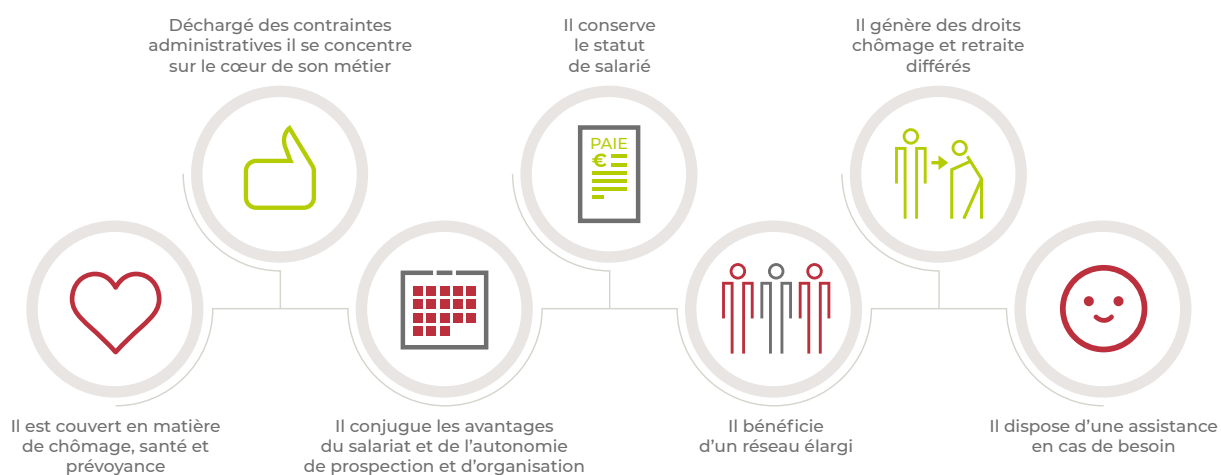 Déchargé des contraintes
administratives il se concentre
sur le cœur de son métier
Il conserve
le statut
de salarié
Il génère des droits
chômage et retraite
différés
PAIE
€
Il est couvert en matière
de chômage, santé et
prévoyance
Il conjugue les avantages
du salariat et de l’autonomie
de prospection et d’organisation
Il bénéficie
d’un réseau élargi
Il dispose d’une assistance
en cas de besoin